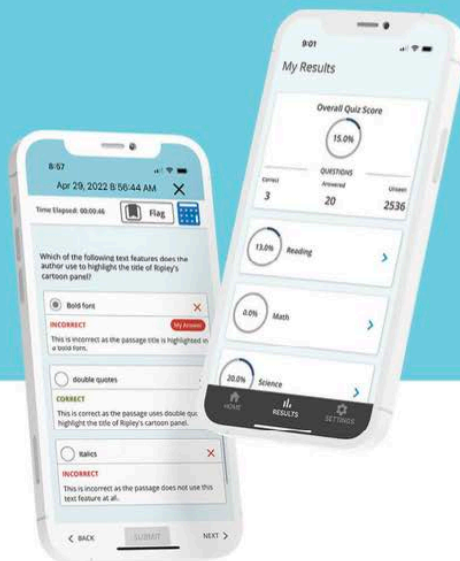 8:57
Apr 29, 2022 8:56:44 AM
Time Elapsed: 00:00:46
Flag
Which of the following text features does the
author use to highlight the title of Ripley's
cartoon panel?
Bold font
INCORRECT
My Answer
This is incorrect as the passage title is highlighted in
a bold font.
double quotes
CORRECT
This is correct as the passage uses double quo
highlight the title of Ripley's cartoon panel.
Italics
INCORRECT
This is incorrect as the passage does not use this
text feature at all.
BACK
SUBMIT
NEXT
9:01
My Results
Overall Quiz Score
15.0%
QUESTIONS
Correct
Answered
Unseen
3
20
2536
13.0%
Reading
0.0%
Math
20.0%
Science
HOME
RESULTS
SETTINGS